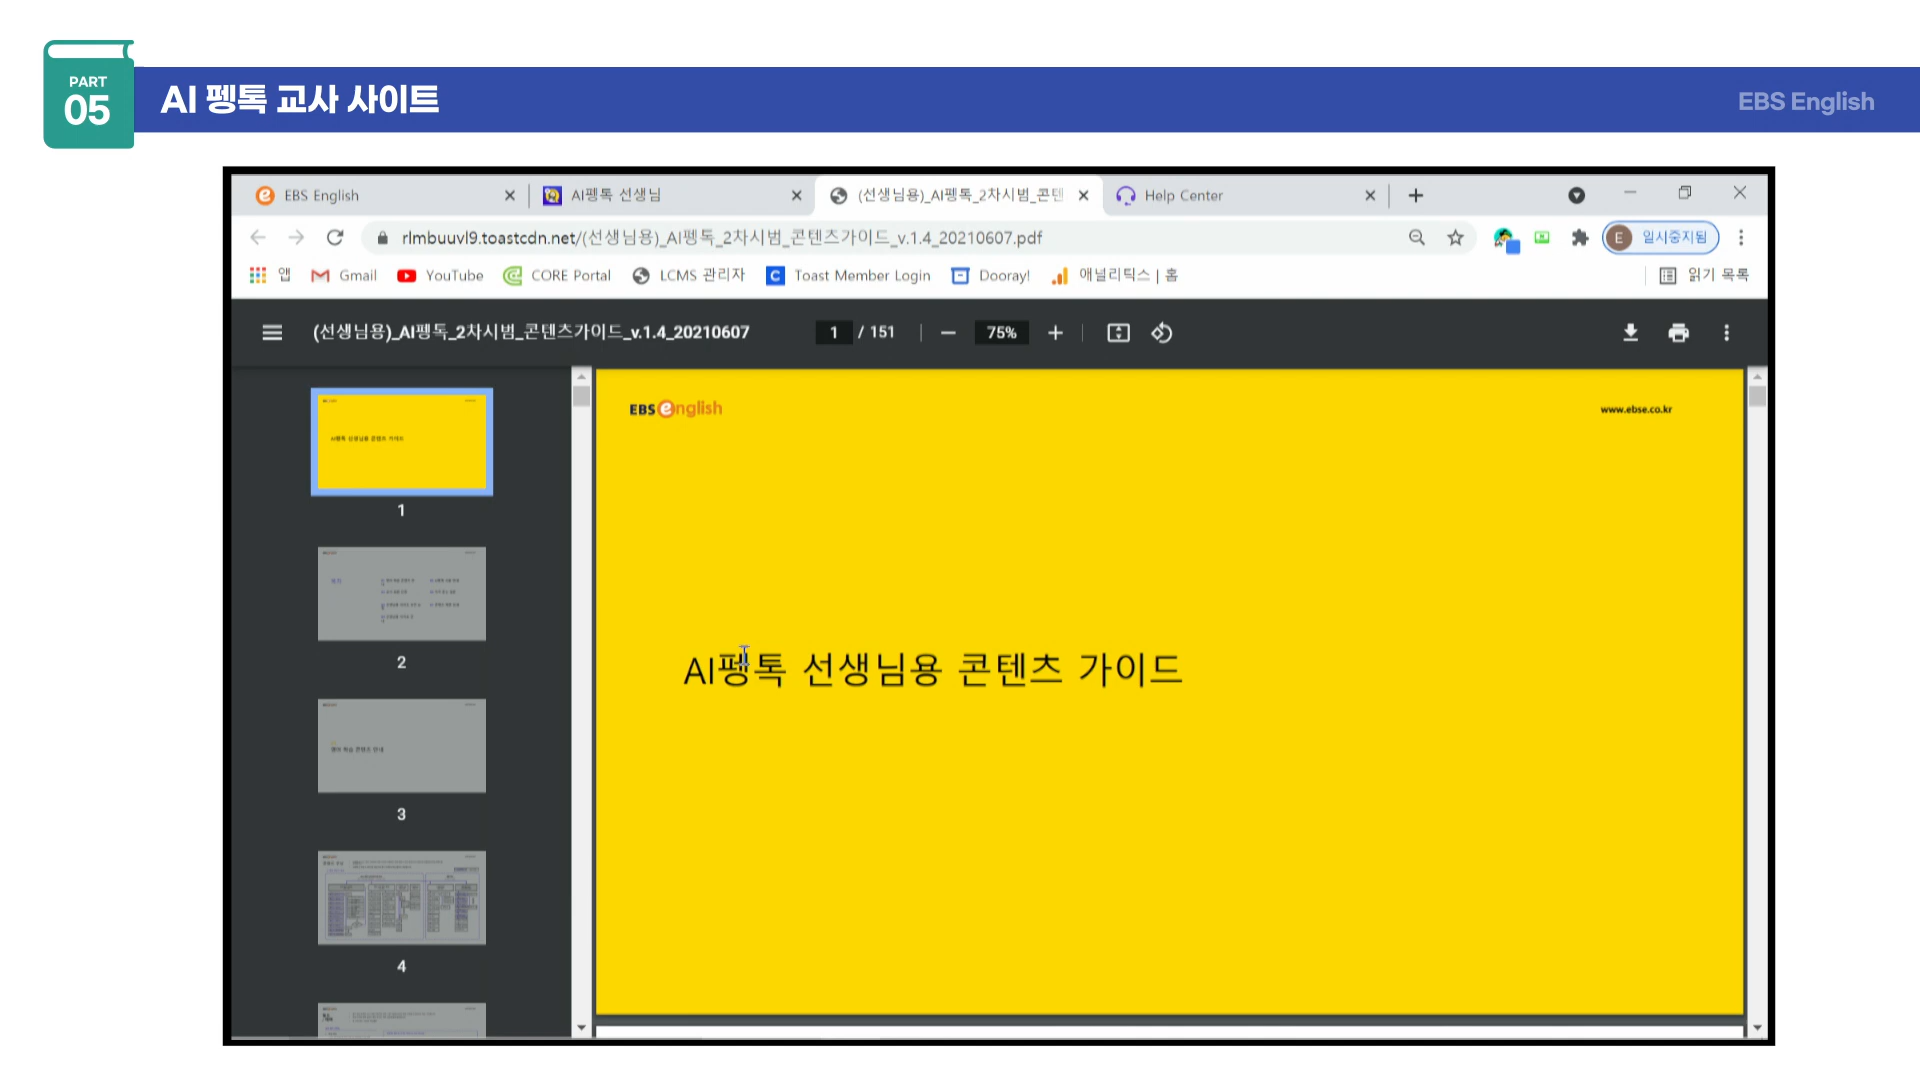 PART
05
AI 펭톡 교사 사이트
EBS English
EBS English
AI펭톡 선생님
(선생님용)_AI펭톡_2차시범_콘텐
Help Center
rlmbuuvl9.toastcdn.net/(선생님용)_AI펭톡_2차시범_콘텐츠가이드_v.1.4_20210607.pdf
E 일시중지됨
앱
Gmail
YouTube
CORE Portal
LCMS 관리자
C Toast Member Login
Dooray!
애널리틱스 | 홈
읽기 목록
(선생님용)_AI펭톡_2차시범_콘텐츠가이드_v.1.4_20210607
1 / 151
75%
1
2
3
4
EBS english
www.ebse.co.kr
AI펭톡 선생님용 콘텐츠 가이드